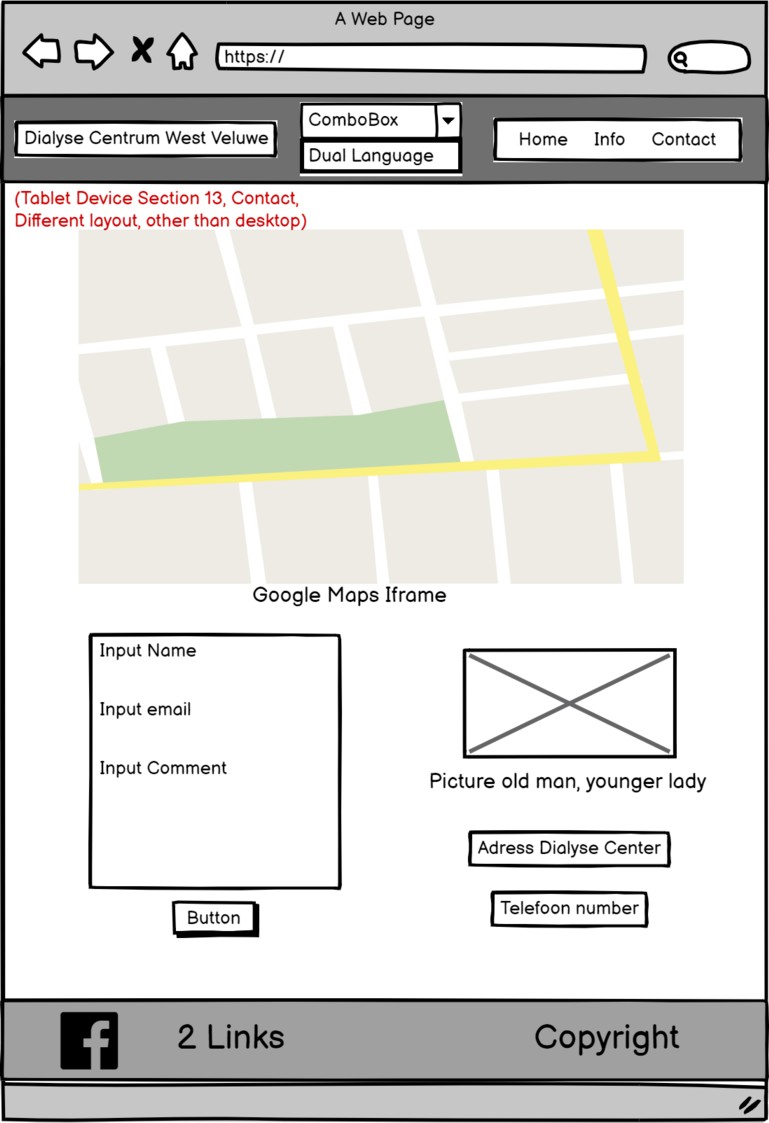 A Web Page
https://
Dialyse Centrum West Veluwe
ComboBox
Dual Language
Home Info Contact
(Tablet Device Section 13, Contact,
Different layout, other than desktop)
Google Maps Iframe
Input Name
Input email
Input Comment
Button
Picture old man, younger lady
Adress Dialyse Center
Telefoon number
2 Links
Copyright